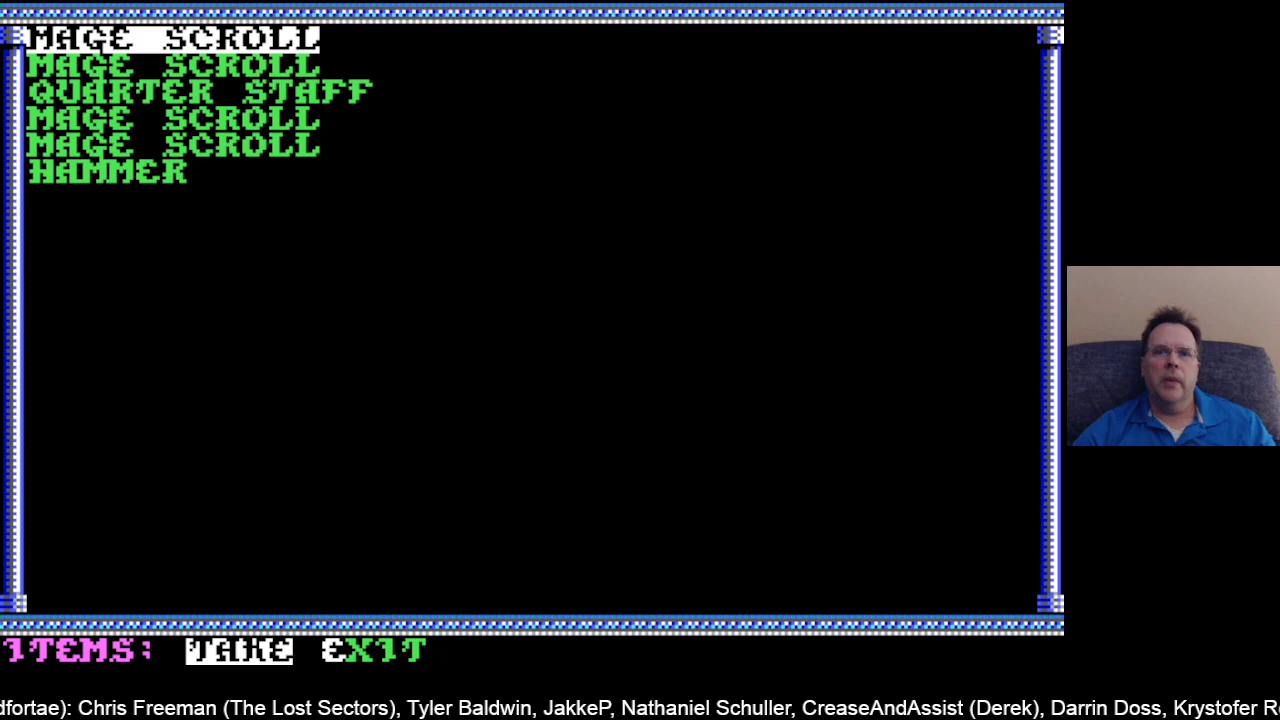 MAGE SCROLL
MAGE SCROLL
QUARTER STAFF
MAGE SCROLL
MAGE SCROLL
HAMMER
ITEMS: TAKE EXIT
dfortae): Chris Freeman (The Lost Sectors), Tyler Baldwin, JakkeP, Nathaniel Schuller, CreaseAndAssist (Derek), Darrin Doss, Krystofer